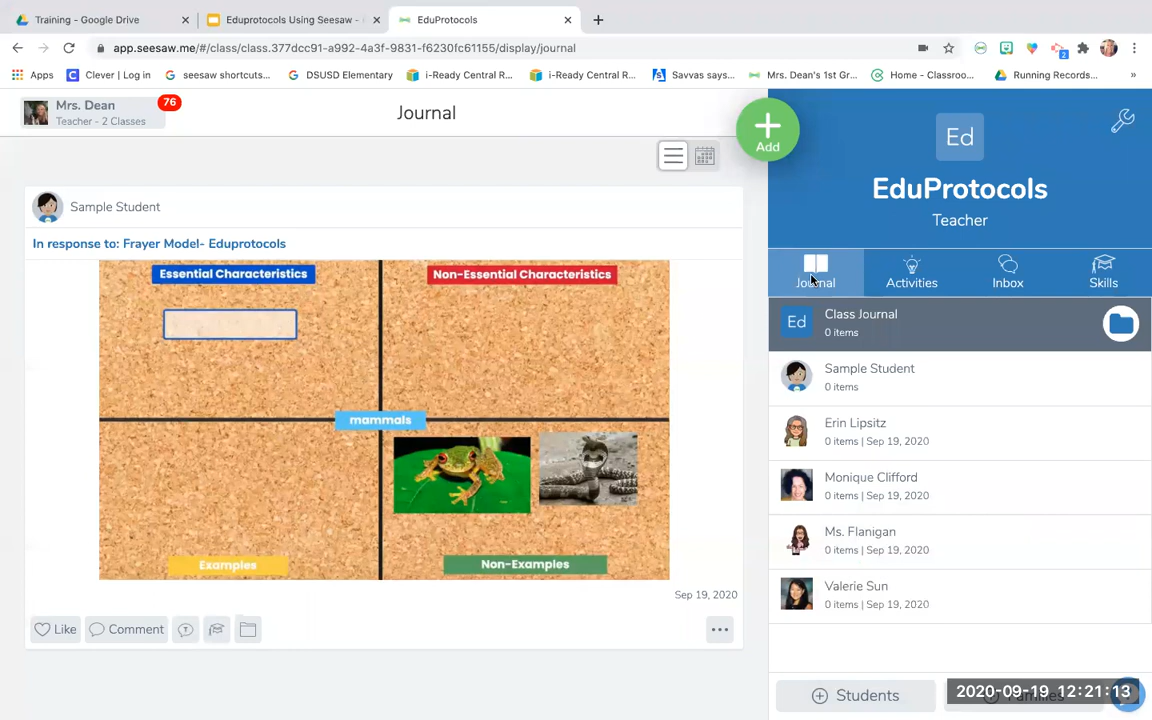 Training - Google Drive
Eduprotocols Using Seesaw -
EduProtocols
app.seesaw.me/#/class/class.377dcc91-a992-4a3f-9831-f6230fc61155/display/journal
2
Apps
Clever | Log in
seesaw shortcuts...
DSUSD Elementary
i-Ready Central R...
i-Ready Central R...
Savvas says...
Mrs. Dean's 1st Gr...
Home - Classroo...
Running Records...
»
Mrs. Dean
Teacher - 2 Classes
76
Journal
Add
Ed
EduProtocols
Teacher
Journal
Activities
Inbox
Skills
Sample Student
In response to: Frayer Model- Eduprotocols
Essential Characteristics
Non-Essential Characteristics
mammals
Examples
Non-Examples
Sep 19, 2020
Like
Comment
Ed
Class Journal
0 items
Sample Student
0 items
Erin Lipsitz
0 items | Sep 19, 2020
Monique Clifford
0 items | Sep 19, 2020
Ms. Flanigan
0 items | Sep 19, 2020
Valerie Sun
0 items | Sep 19, 2020
Students
2020-09-19 12:21:13